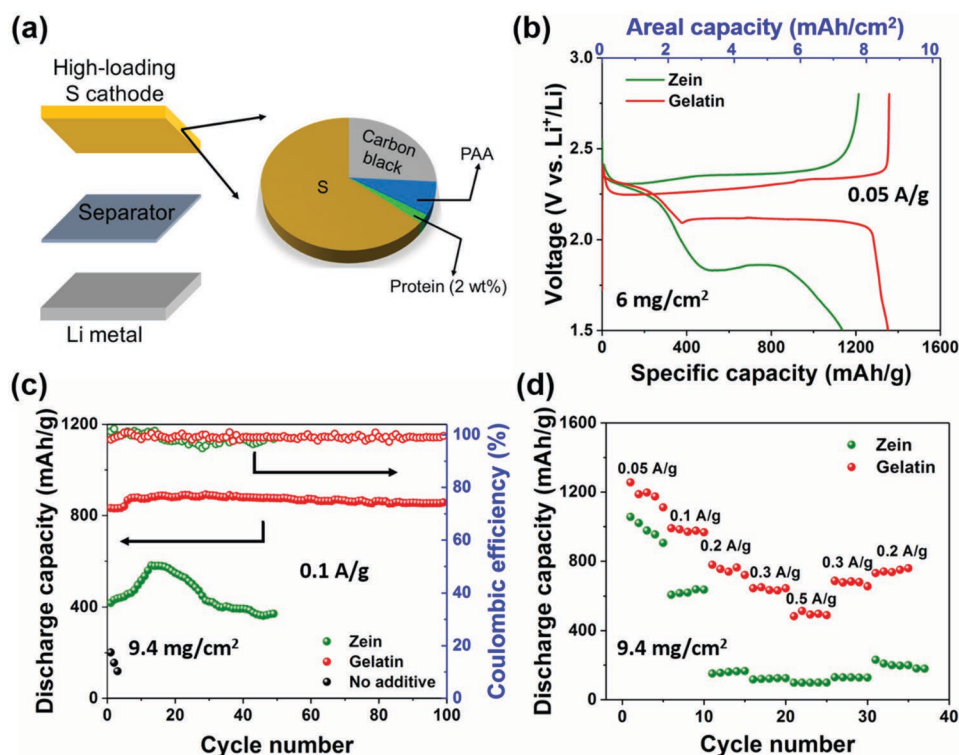 (a)
High-loading
S cathode
Separator
Li metal
Carbon
black
S
PAA
Protein (2 wt%)
(b)
Areal capacity (mAh/cm²)
0 2 4 6 8 10
Zein
Gelatin
0.05 A/g
6 mg/cm²
Voltage (V vs. Li⁺/Li)
3.0
2.5
2.0
1.5
0 400 800 1200 1600
Specific capacity (mAh/g)
(c)
Discharge capacity (mAh/g)
1200
800
400
0
100
80
60
40
20
0
Coulombic efficiency (%)
0.1 A/g
9.4 mg/cm²
Zein
Gelatin
No additive
0 20 40 60 80 100
Cycle number
(d)
Discharge capacity (mAh/g)
1600
1200
800
400
0
Zein
Gelatin
0.05 A/g
0.1 A/g
0.2 A/g
0.3 A/g
0.5 A/g
0.3 A/g
0.2 A/g
9.4 mg/cm²
0 10 20 30 40
Cycle number